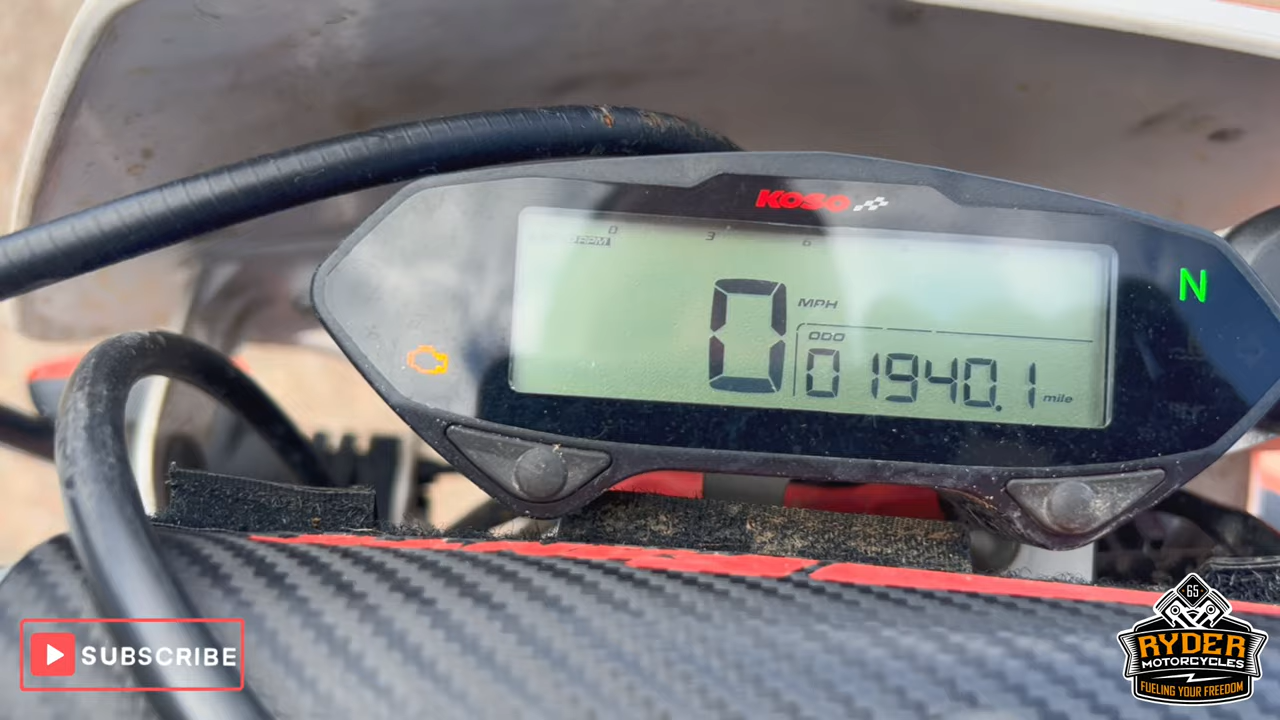 KOSO
0 3 6
RPM
N
0 MPH
ODO
01940.1 mile
SUBSCRIBE
65
RYDER
MOTORCYCLES
FUELING YOUR FREEDOM